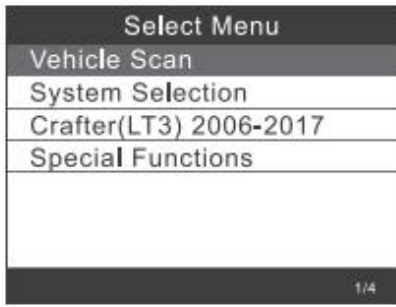 Select Menu
Vehicle Scan
System Selection
Crafter(LT3) 2006-2017
Special Functions
1/4